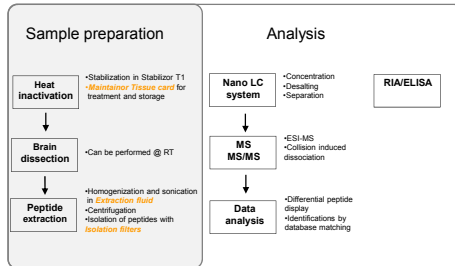 Sample preparation
Heat
inactivation
•Stabilization in Stabilizor T1
•Maintainor Tissue card for
treatment and storage
Brain
dissection
•Can be performed @ RT
Peptide
extraction
•Homogenization and sonication
in Extraction fluid
•Centrifugation
•Isolation of peptides with
Isolation filters
Analysis
Nano LC
system
•Concentration
•Desalting
•Separation
RIA/ELISA
MS
MS/MS
•ESI-MS
•Collision induced
dissociation
Data
analysis
•Differential peptide
display
•Identifications by
database matching